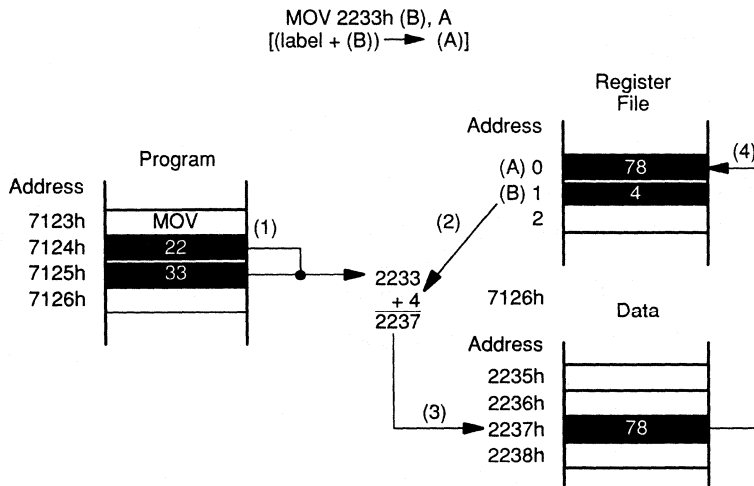 MOV 2233h (B), A
[(label + (B)) → (A)]
Register
File
Address
Program
Address
(A) 0 78 (4)
(B) 1 4
2
7123h MOV (1)
7124h 22
7125h 33
7126h
(2)
2233
+ 4
2237
7126h
Data
Address
2235h
2236h
(3)
2237h 78
2238h